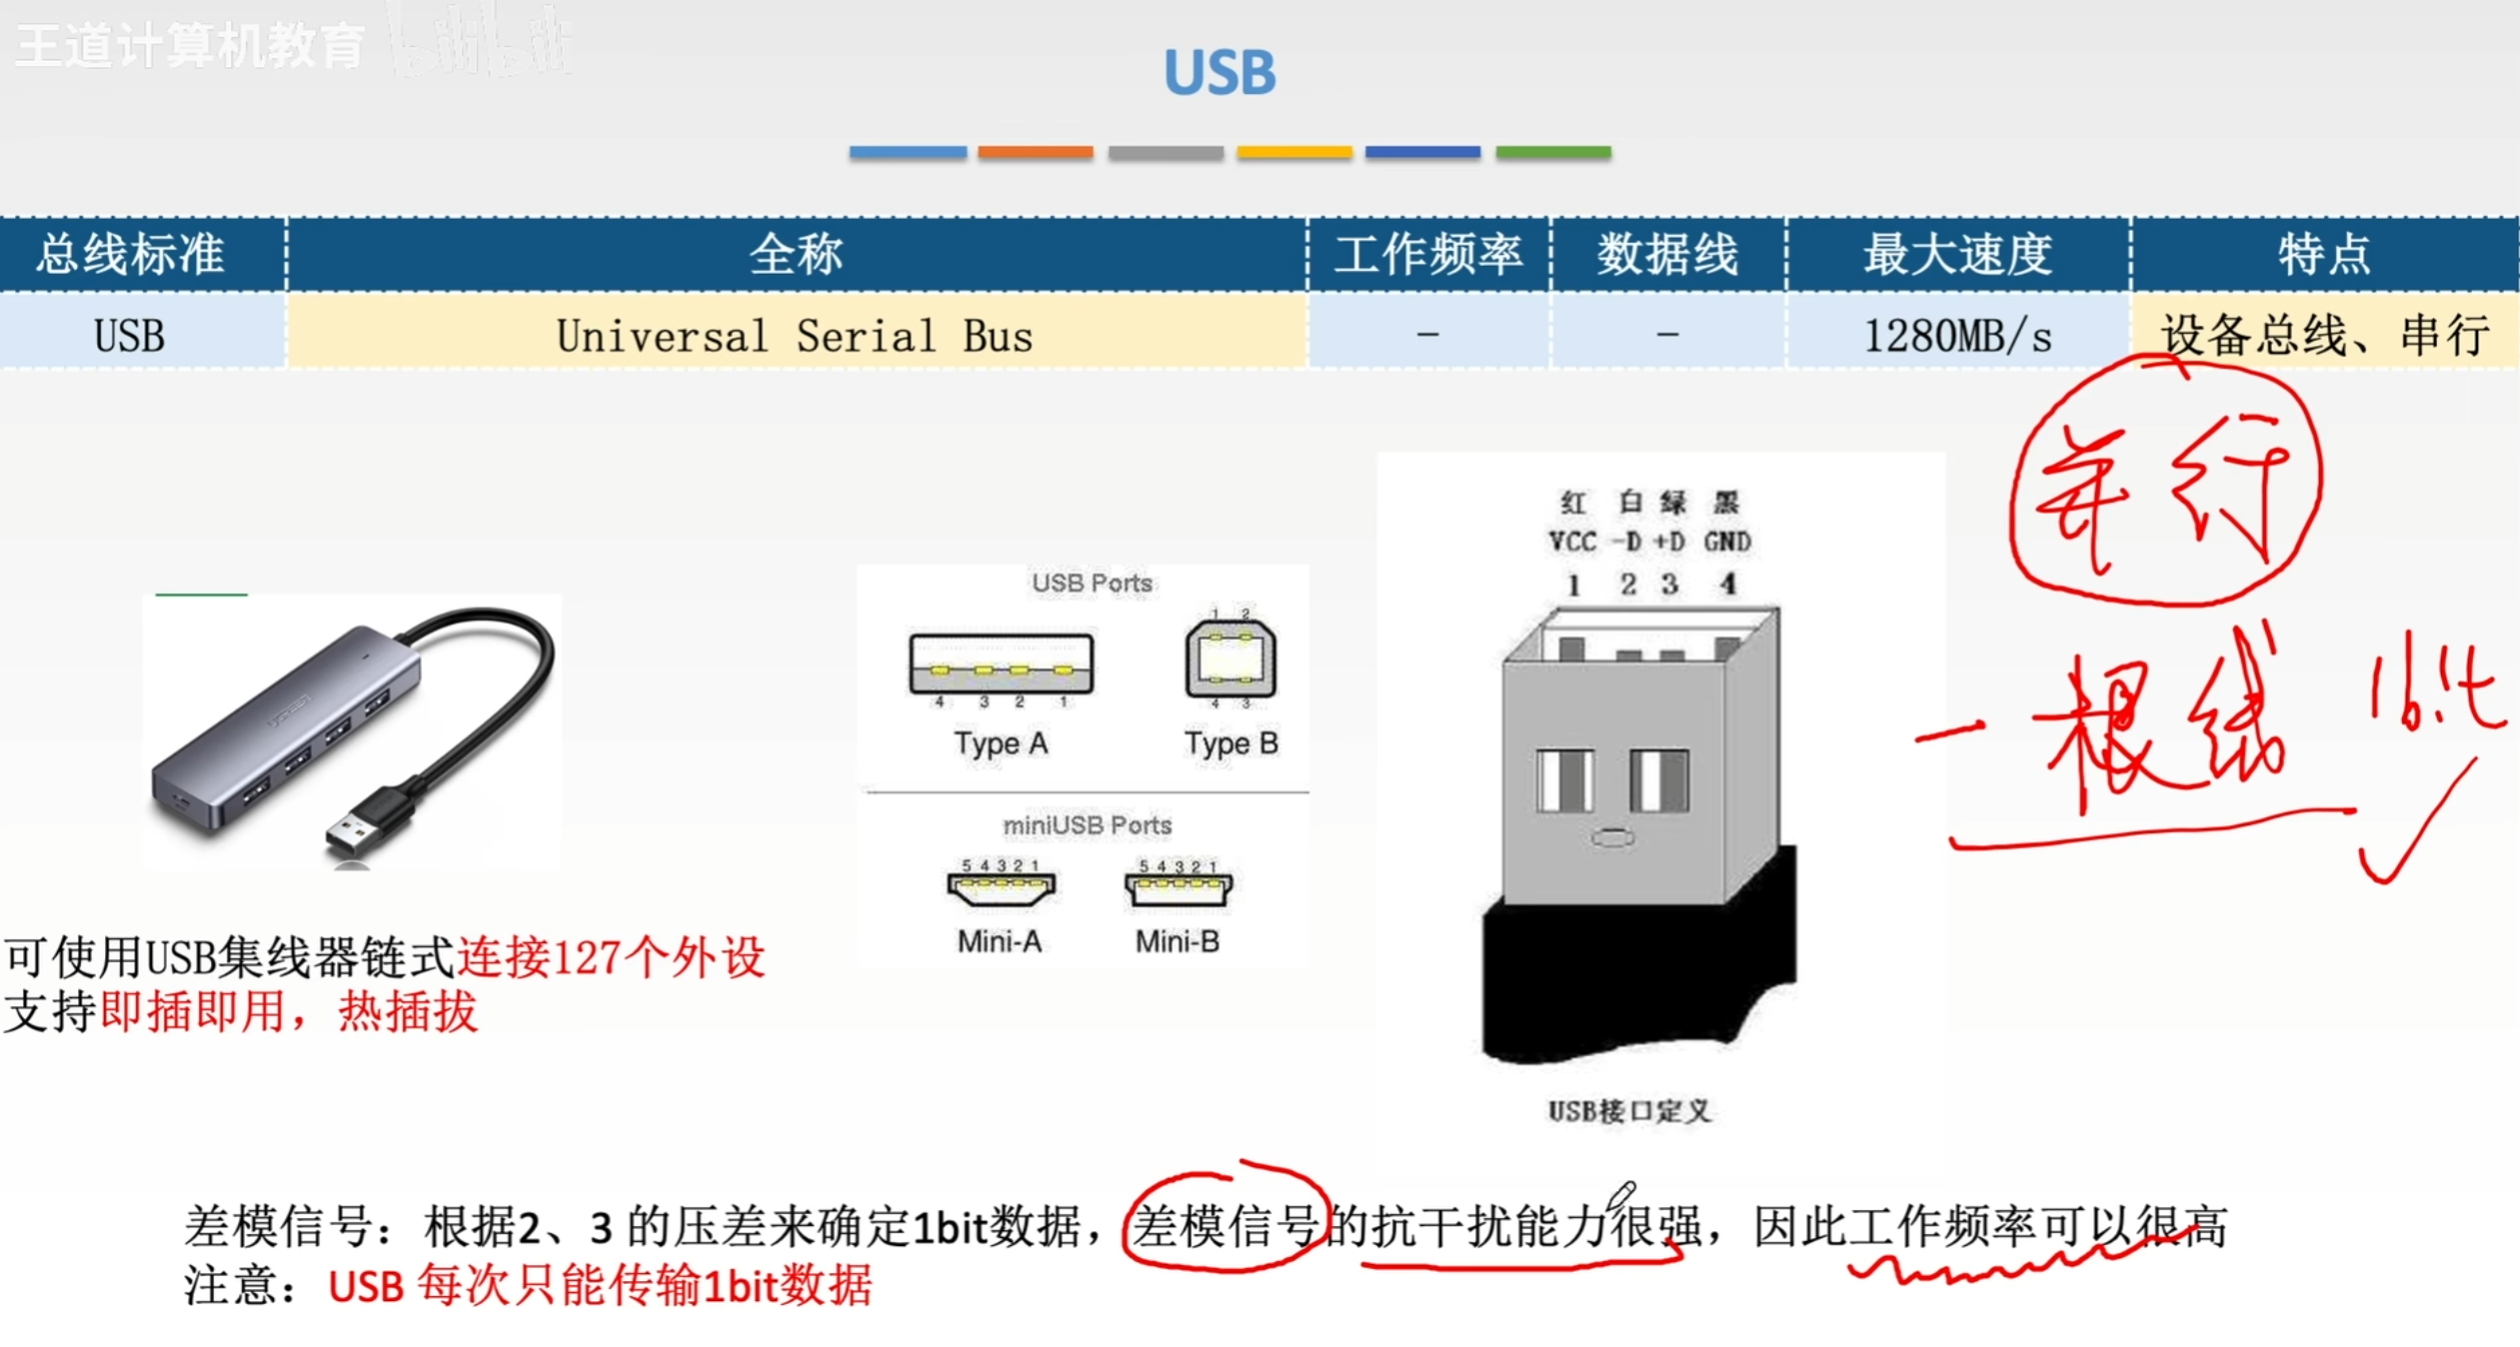 王道计算机教育 bilibili
USB
总线标准 全称 工作频率 数据线 最大速度 特点
USB Universal Serial Bus - - 1280MB/s 设备总线、串行
并行
一根线 1bit
红 白 绿 黑
VCC -D +D GND
1 2 3 4
USB接口定义
USB Ports
1 2
4 3 2 1
4 3
Type A Type B
miniUSB Ports
5 4 3 2 1 5 4 3 2 1
Mini-A Mini-B
可使用USB集线器链式连接127个外设
支持即插即用，热插拔
差模信号：根据2、3 的压差来确定1bit数据，差模信号的抗干扰能力很强，因此工作频率可以很高
注意：USB 每次只能传输1bit数据